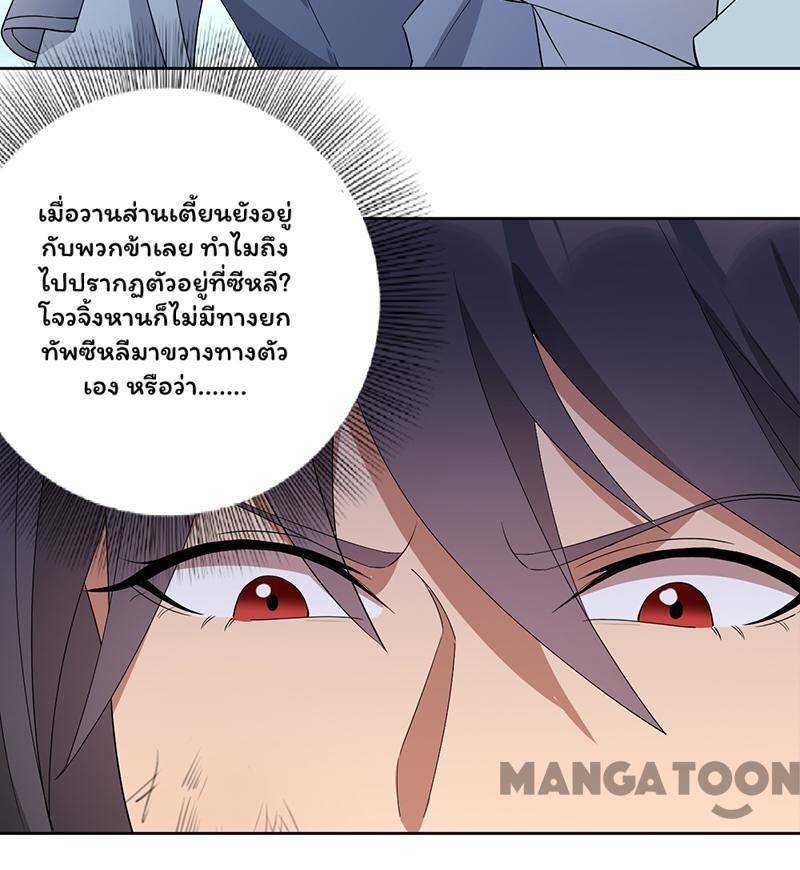 เมื่อวานส่านเตี้ยนยังอยู่
กับพวกข้าเลย ทำไมถึง
ไปปรากฏตัวอยู่ที่ซีหลี?
โจวจิ้งหานก็ไม่มีทางยก
ทัพซีหลีมาขวางทางตัว
เอง หรือว่า.......
MANGATOON